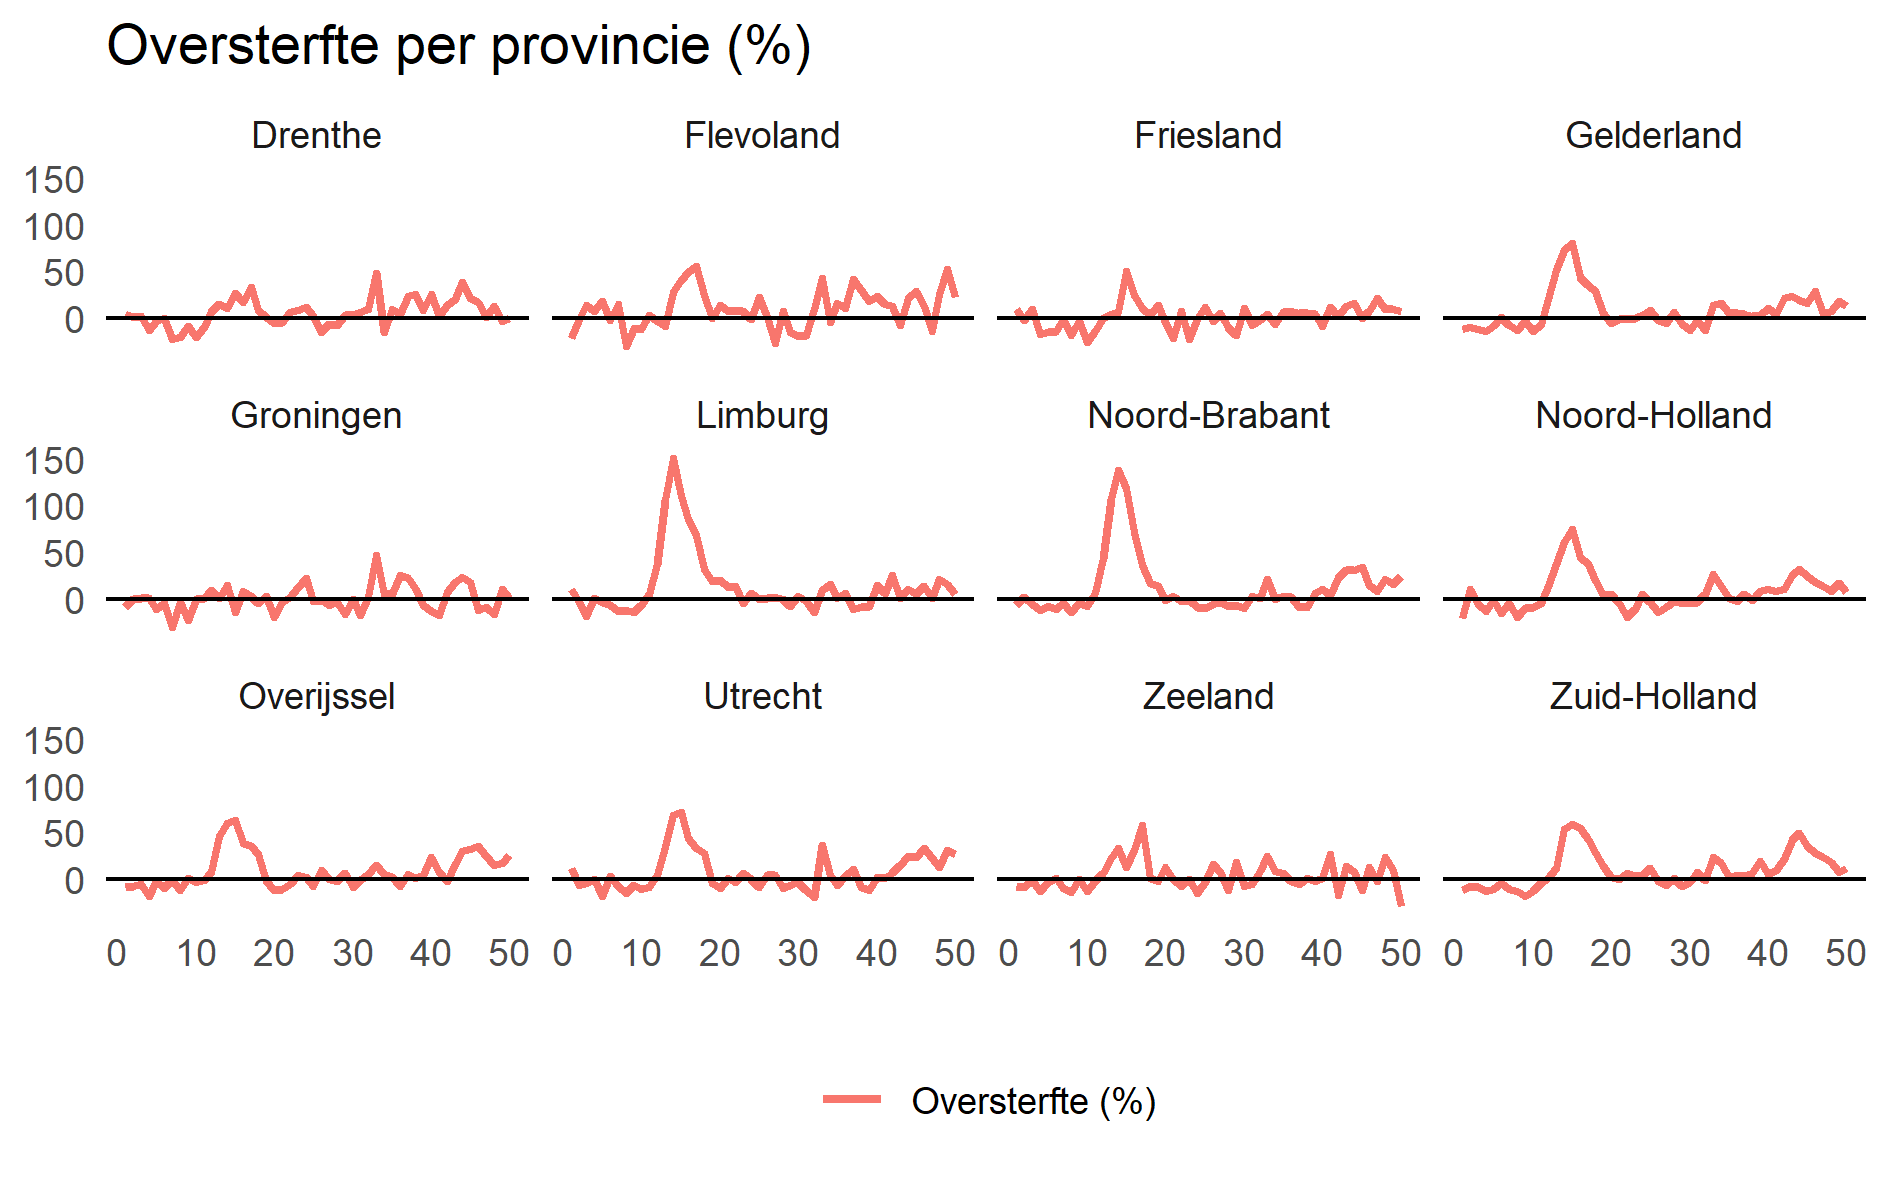 Oversterfte per provincie (%)
Drenthe Flevoland Friesland Gelderland
150
100
50
0
Groningen Limburg Noord-Brabant Noord-Holland
150
100
50
0
Overijssel Utrecht Zeeland Zuid-Holland
150
100
50
0
0 10 20 30 40 50 0 10 20 30 40 50 0 10 20 30 40 50 0 10 20 30 40 50
Oversterfte (%)